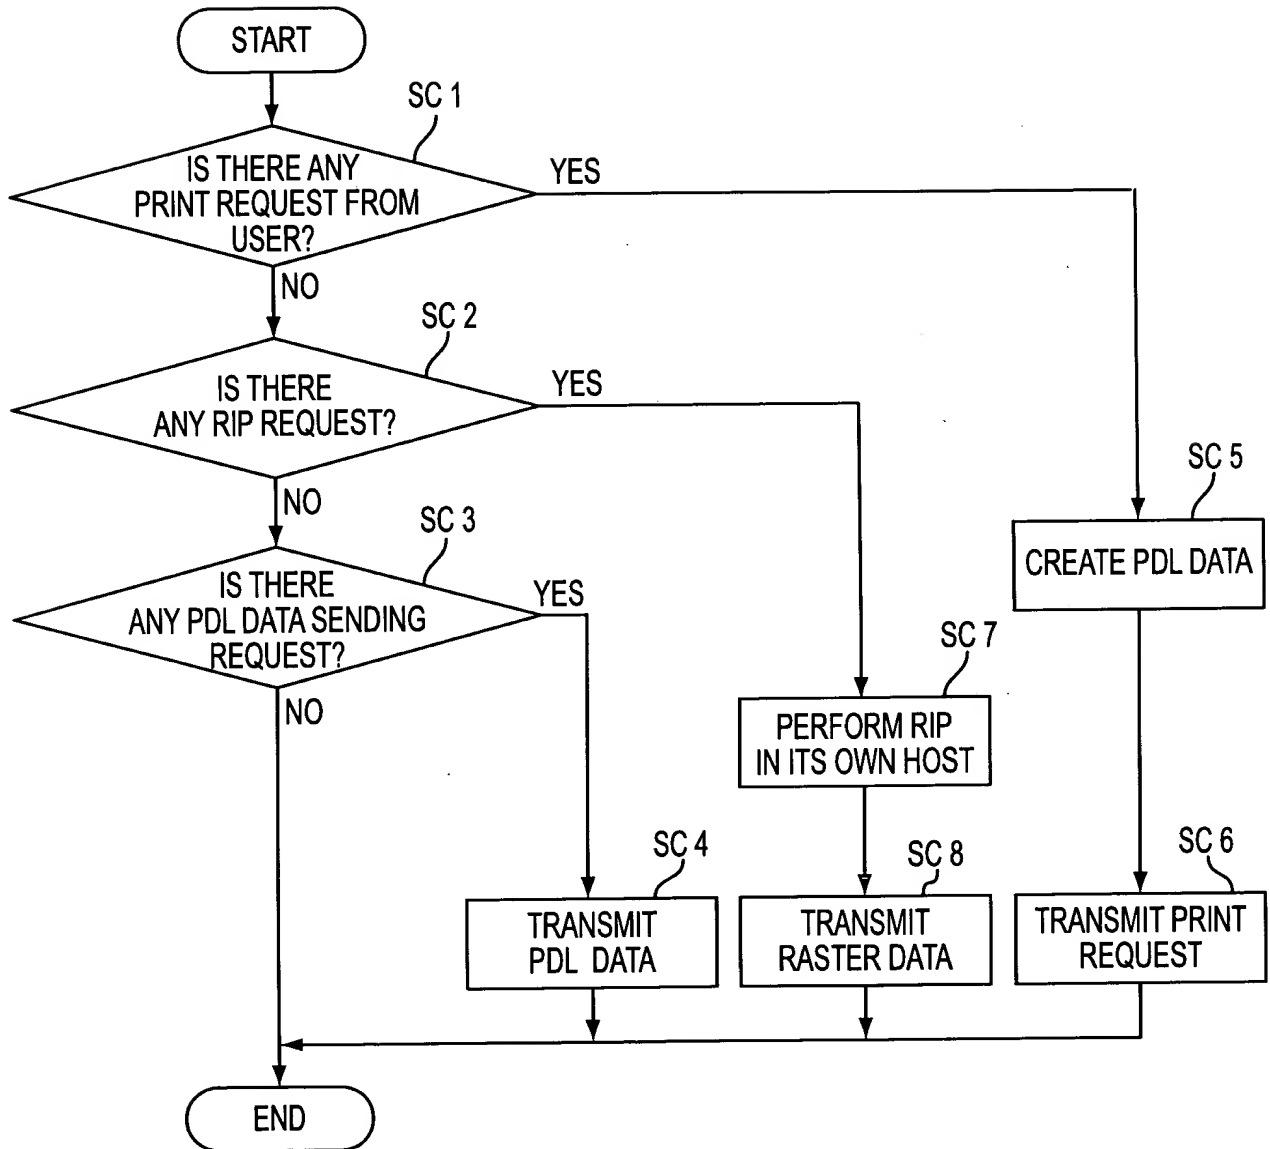 START
SC 1
IS THERE ANY
PRINT REQUEST FROM
USER?
YES
NO
SC 2
IS THERE
ANY RIP REQUEST?
YES
NO
SC 3
IS THERE
ANY PDL DATA SENDING
REQUEST?
YES
NO
SC 5
CREATE PDL DATA
SC 7
PERFORM RIP
IN ITS OWN HOST
SC 4
TRANSMIT
PDL DATA
SC 8
TRANSMIT
RASTER DATA
SC 6
TRANSMIT PRINT
REQUEST
END